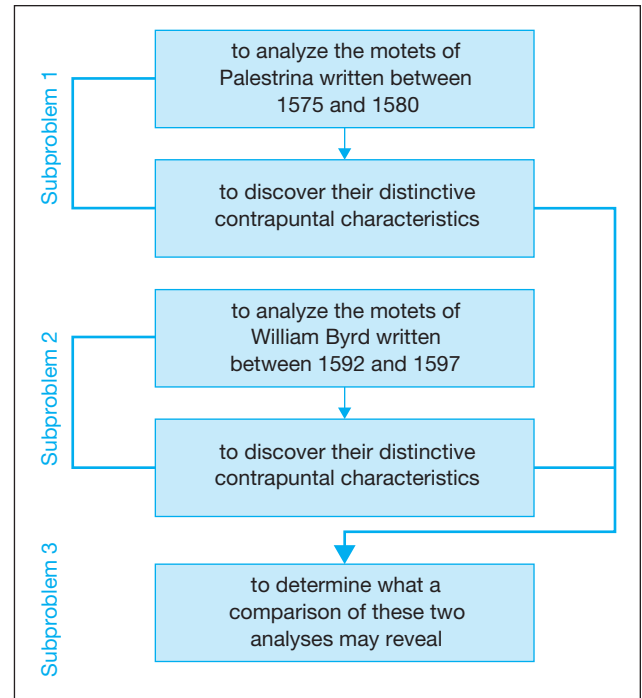 Subproblem 1
to analyze the motets of
Palestrina written between
1575 and 1580
to discover their distinctive
contrapuntal characteristics
Subproblem 2
to analyze the motets of
William Byrd written
between 1592 and 1597
to discover their distinctive
contrapuntal characteristics
Subproblem 3
to determine what a
comparison of these two
analyses may reveal